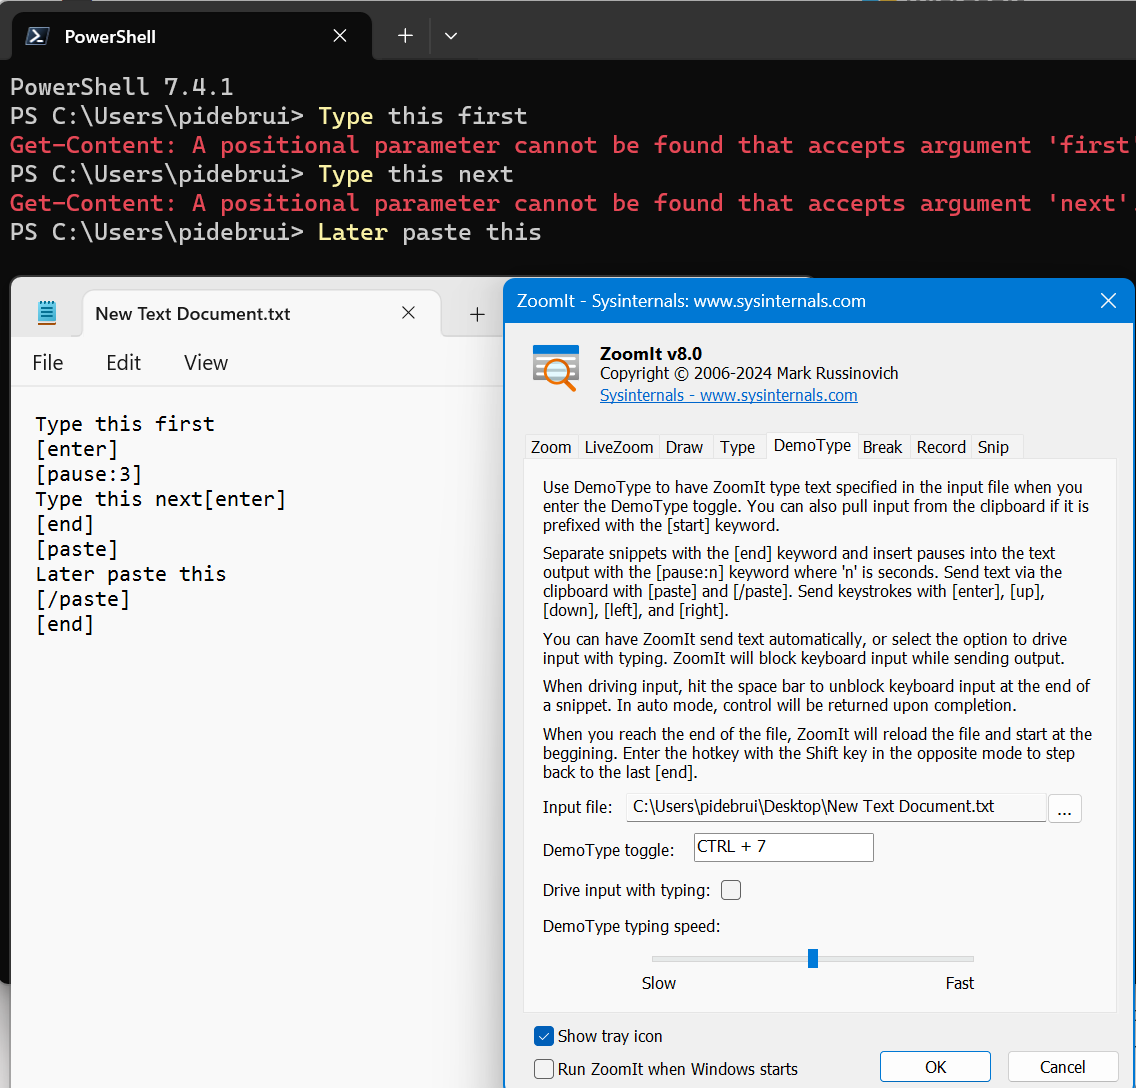 PowerShell
PowerShell 7.4.1
PS C:\Users\pidebrui> Type this first
Get-Content: A positional parameter cannot be found that accepts argument 'first'
PS C:\Users\pidebrui> Type this next
Get-Content: A positional parameter cannot be found that accepts argument 'next'.
PS C:\Users\pidebrui> Later paste this
New Text Document.txt
File Edit View
Type this first
[enter]
[pause:3]
Type this next[enter]
[end]
[paste]
Later paste this
[/paste]
[end]
ZoomIt - Sysinternals: www.sysinternals.com
ZoomIt v8.0
Copyright © 2006-2024 Mark Russinovich
Sysinternals - www.sysinternals.com
Zoom LiveZoom Draw Type DemoType Break Record Snip
Use DemoType to have ZoomIt type text specified in the input file when you
enter the DemoType toggle. You can also pull input from the clipboard if it is
prefixed with the [start] keyword.
Separate snippets with the [end] keyword and insert pauses into the text
output with the [pause:n] keyword where 'n' is seconds. Send text via the
clipboard with [paste] and [/paste]. Send keystrokes with [enter], [up],
[down], [left], and [right].
You can have ZoomIt send text automatically, or select the option to drive
input with typing. ZoomIt will block keyboard input while sending output.
When driving input, hit the space bar to unblock keyboard input at the end of
a snippet. In auto mode, control will be returned upon completion.
When you reach the end of the file, ZoomIt will reload the file and start at the
beggining. Enter the hotkey with the Shift key in the opposite mode to step
back to the last [end].
Input file: C:\Users\pidebrui\Desktop\New Text Document.txt ...
DemoType toggle: CTRL + 7
Drive input with typing:
DemoType typing speed:
Slow Fast
Show tray icon
Run ZoomIt when Windows starts
OK Cancel